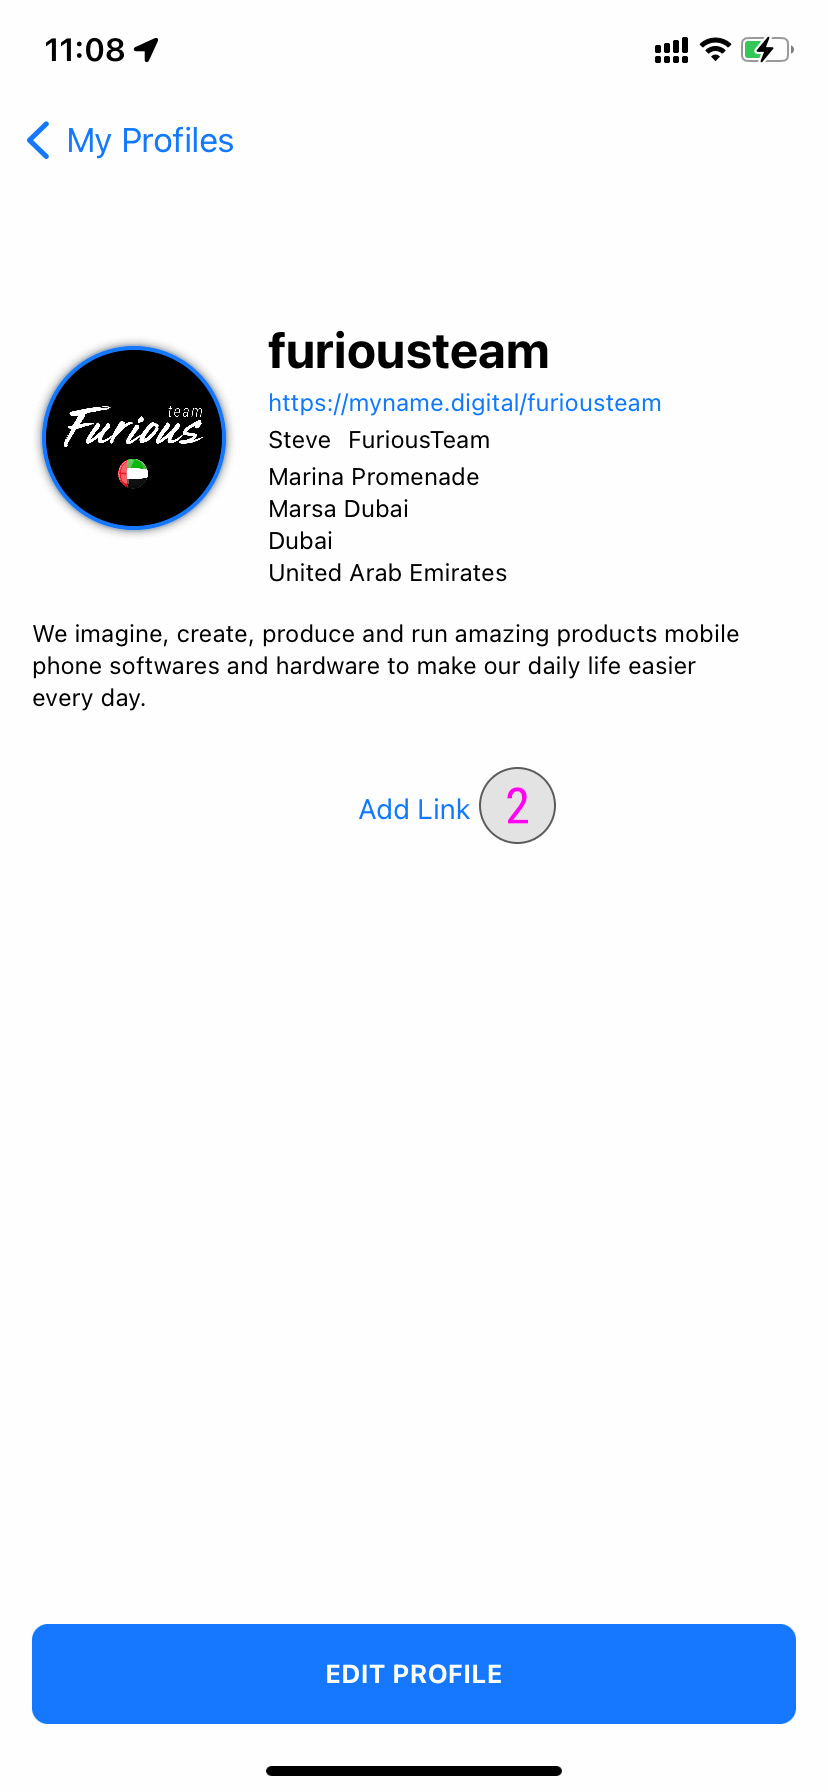 11:08
My Profiles
furiousteam
team
Furious
https://myname.digital/furiousteam
Steve FuriousTeam
Marina Promenade
Marsa Dubai
Dubai
United Arab Emirates
We imagine, create, produce and run amazing products mobile
phone softwares and hardware to make our daily life easier
every day.
Add Link 2
EDIT PROFILE